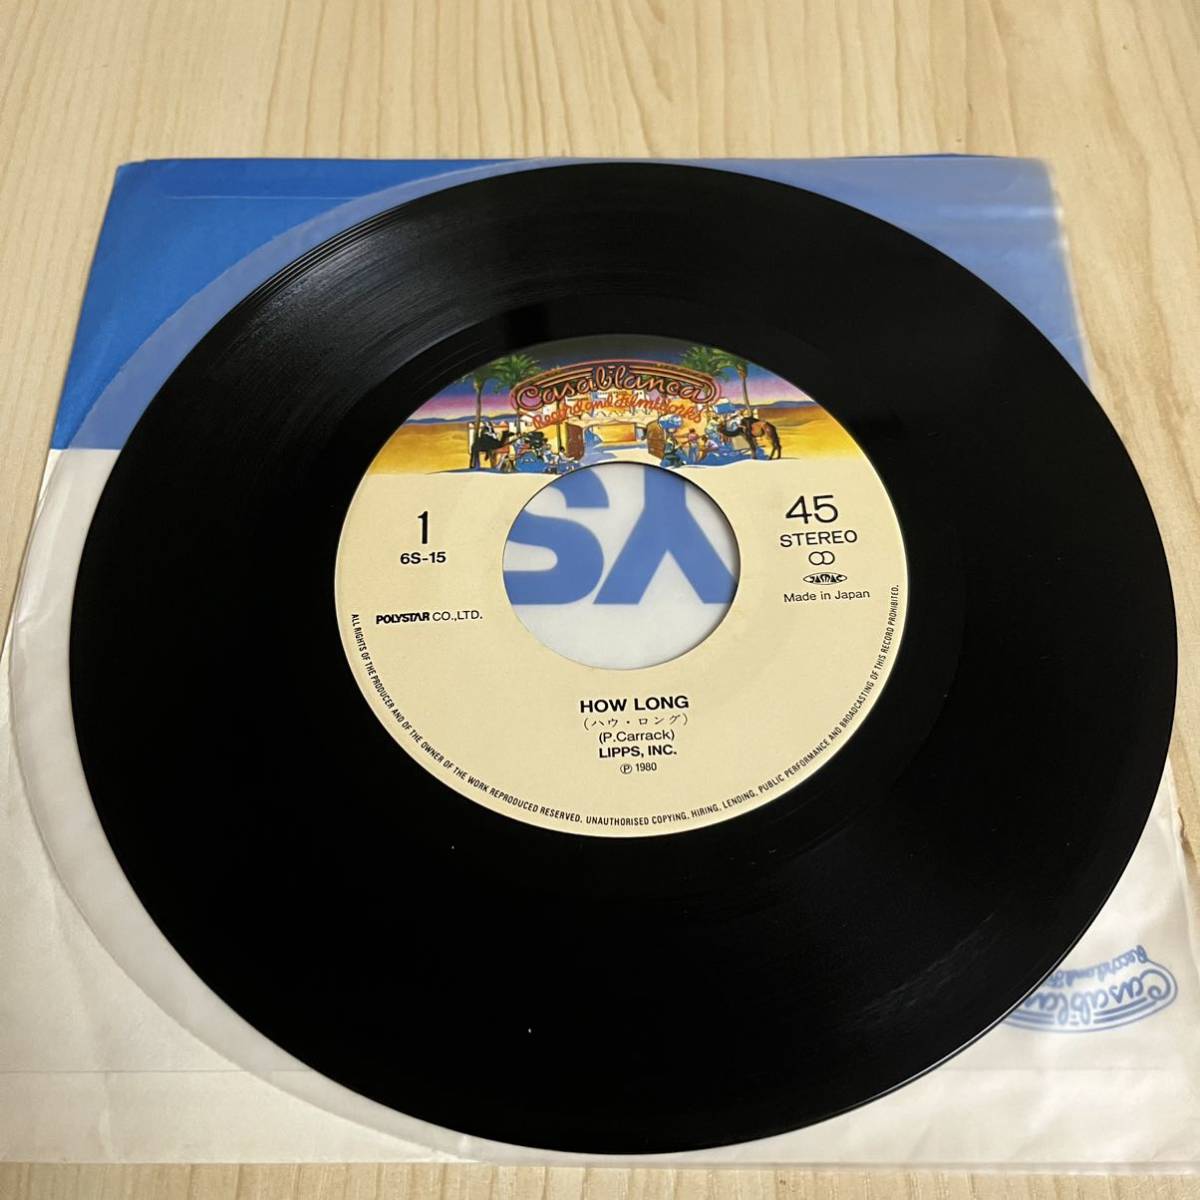 Casablanca
Record and FilmWorks
1
6S-15
45
STEREO
JASRAC
Made in Japan
POLYSTAR CO.,LTD.
SY
HOW LONG
(ハウ・ロング)
(P.Carrack)
LIPPS, INC.
Ⓟ 1980
ALL RIGHTS OF THE PRODUCER AND OF THE OWNER OF THE WORK REPRODUCED RESERVED. UNAUTHORISED COPYING, HIRING, LENDING, PUBLIC PERFORMANCE AND BROADCASTING OF THIS RECORD PROHIBITED.